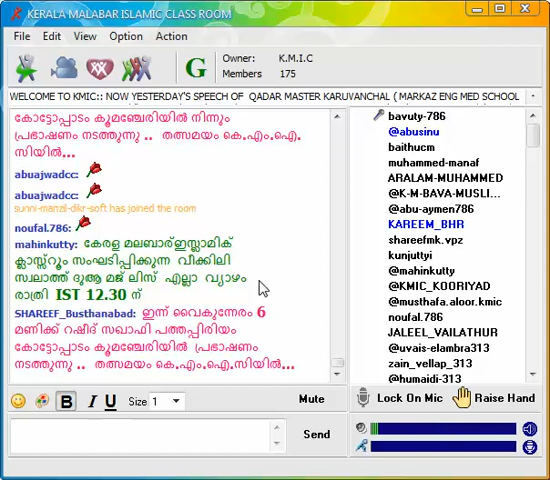 KERALA MALABAR ISLAMIC CLASS ROOM
File Edit View Option Action
G
Owner: K.M.I.C
Members 175
WELCOME TO KMIC:: NOW YESTERDAY'S SPEECH OF QADAR MASTER KARUVANCHAL ( MARKAZ ENG MED SCHOOL
കോട്ടോപ്പാടം കൂമഞ്ചേരിയിൽ നിന്നും
പ്രഭാഷണം നടത്തുന്നു .. തത്സമയം കെ.എം.ഐ.
സിയിൽ...
abuajwadcc:
abuajwadcc:
sunni-manzil-dikr-soft has joined the room
noufal.786:
mahinkutty: കേരള മലബാര്‍ഇസ്ലാമിക്
ക്ലാസ്സ്റൂം സംഘടിപ്പിക്കുന്ന വീക്കിലി
സ്വലാത്ത് ദുആ മജ് ലിസ് എല്ലാ വ്യാഴം
രാത്രി IST 12.30 ന്
SHAREEF_Busthanabad: ഇന്ന് വൈകുന്നേരം 6
മണിക്ക് റഷീദ് സഖാഫി പത്തപ്പിരിയം
കോട്ടോപ്പാടം കൂമഞ്ചേരിയിൽ പ്രഭാഷണം
നടത്തുന്നു .. തത്സമയം കെ.എം.ഐ.സിയിൽ...
bavuty-786
@abusinu
baithucm
muhammed-manaf
ARALAM-MUHAMMED
@K-M-BAVA-MUSLI...
@abu-aymen786
KAREEM_BHR
shareefmk.vpz
kunjuttyi
@mahinkutty
@KMIC_KOORIYAD
@musthafa.aloor.kmic
noufal.786
JALEEL_VAILATHUR
@uvais-elambra313
zain_vellap_313
@humaidi-313
B I U Size 1 Mute
Lock On Mic Raise Hand
Send